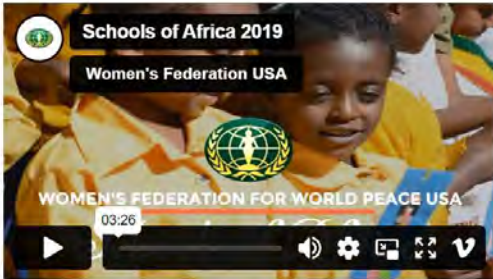 Schools of Africa 2019
Women's Federation USA
WOMEN'S FEDERATION FOR WORLD PEACE USA
03:26